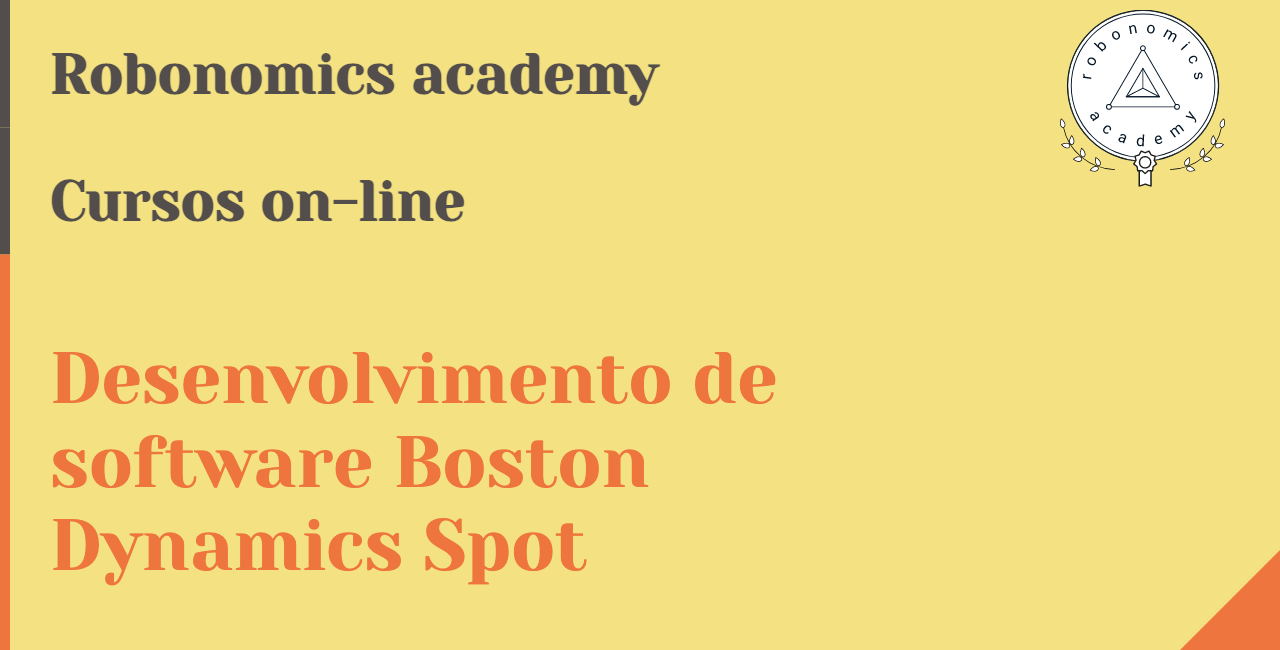 Robonomics academy
robonomics
academy
Cursos on-line
Desenvolvimento de
software Boston
Dynamics Spot